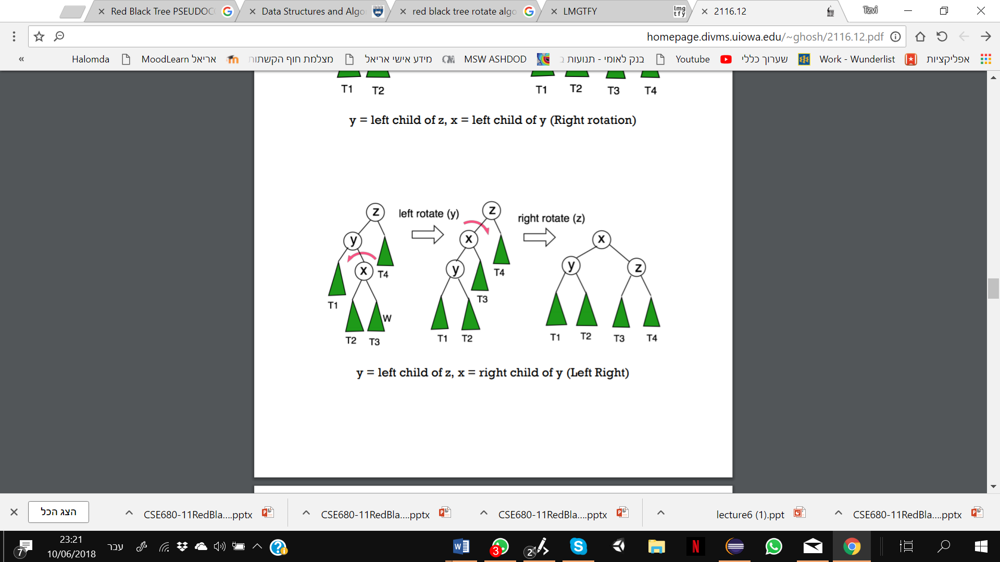 Red Black Tree PSEUDOC
Data Structures and Algo
red black tree rotate algo
LMGTFY
lmg
tfy
2116.12
Tzvi
homepage.divms.uiowa.edu/~ghosh/2116.12.pdf
« Halomda MoodLearn אריאל מצלמת חוף הקשתות מידע אישי אריאל MSW ASHDOD בנק לאומי - תנועות ב Youtube שערוך כללי Work - Wunderlist אפליקציות
T1 T2 T1 T2 T3 T4
y = left child of z, x = left child of y (Right rotation)
z left rotate (y) z right rotate (z)
y x x
x T4 y T4 y z
T1 T3
W
T2 T3 T1 T2 T1 T2 T3 T4
y = left child of z, x = right child of y (Left Right)
הצג הכל CSE680-11RedBla....pptx CSE680-11RedBla....pptx CSE680-11RedBla....pptx lecture6 (1).ppt CSE680-11RedBla....pptx
7
23:21
10/06/2018
עבר
3
2